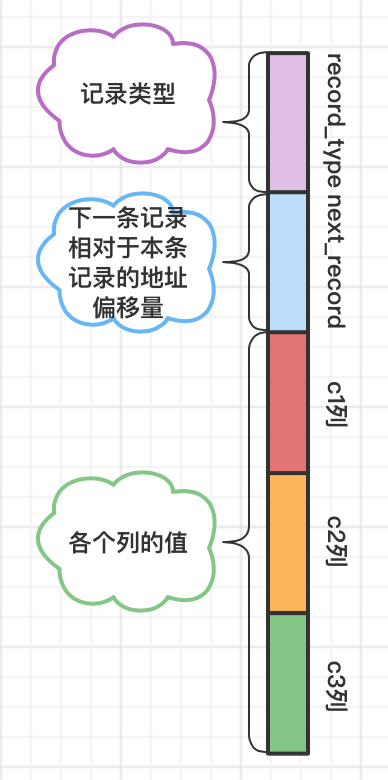 记录类型
下一条记录
相对于本条
记录的地址
偏移量
各个列的值
record_type
next_record
c1列
c2列
c3列